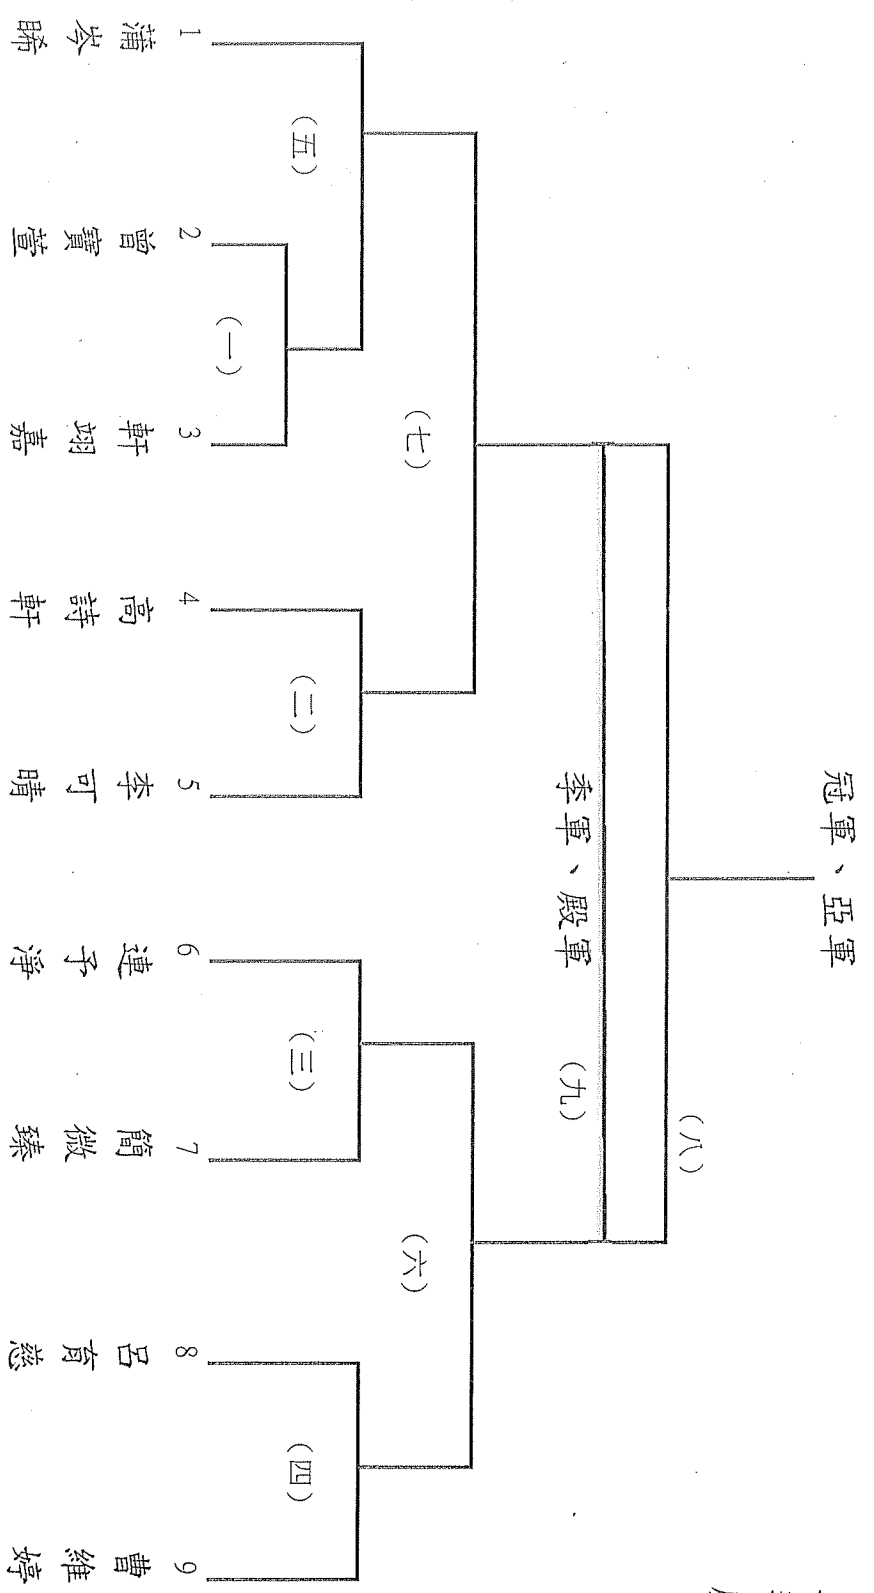 冠軍、亞軍
(八)
季軍、殿軍
(九)
(七)
(六)
(五)
(一)
(二)
(三)
(四)
1
2
3
4
5
6
7
8
9
蒲岑晞
曾寶萱
軒翊嘉
高詩軒
李可晴
連予淨
簡微臻
呂育慈
曹維婷